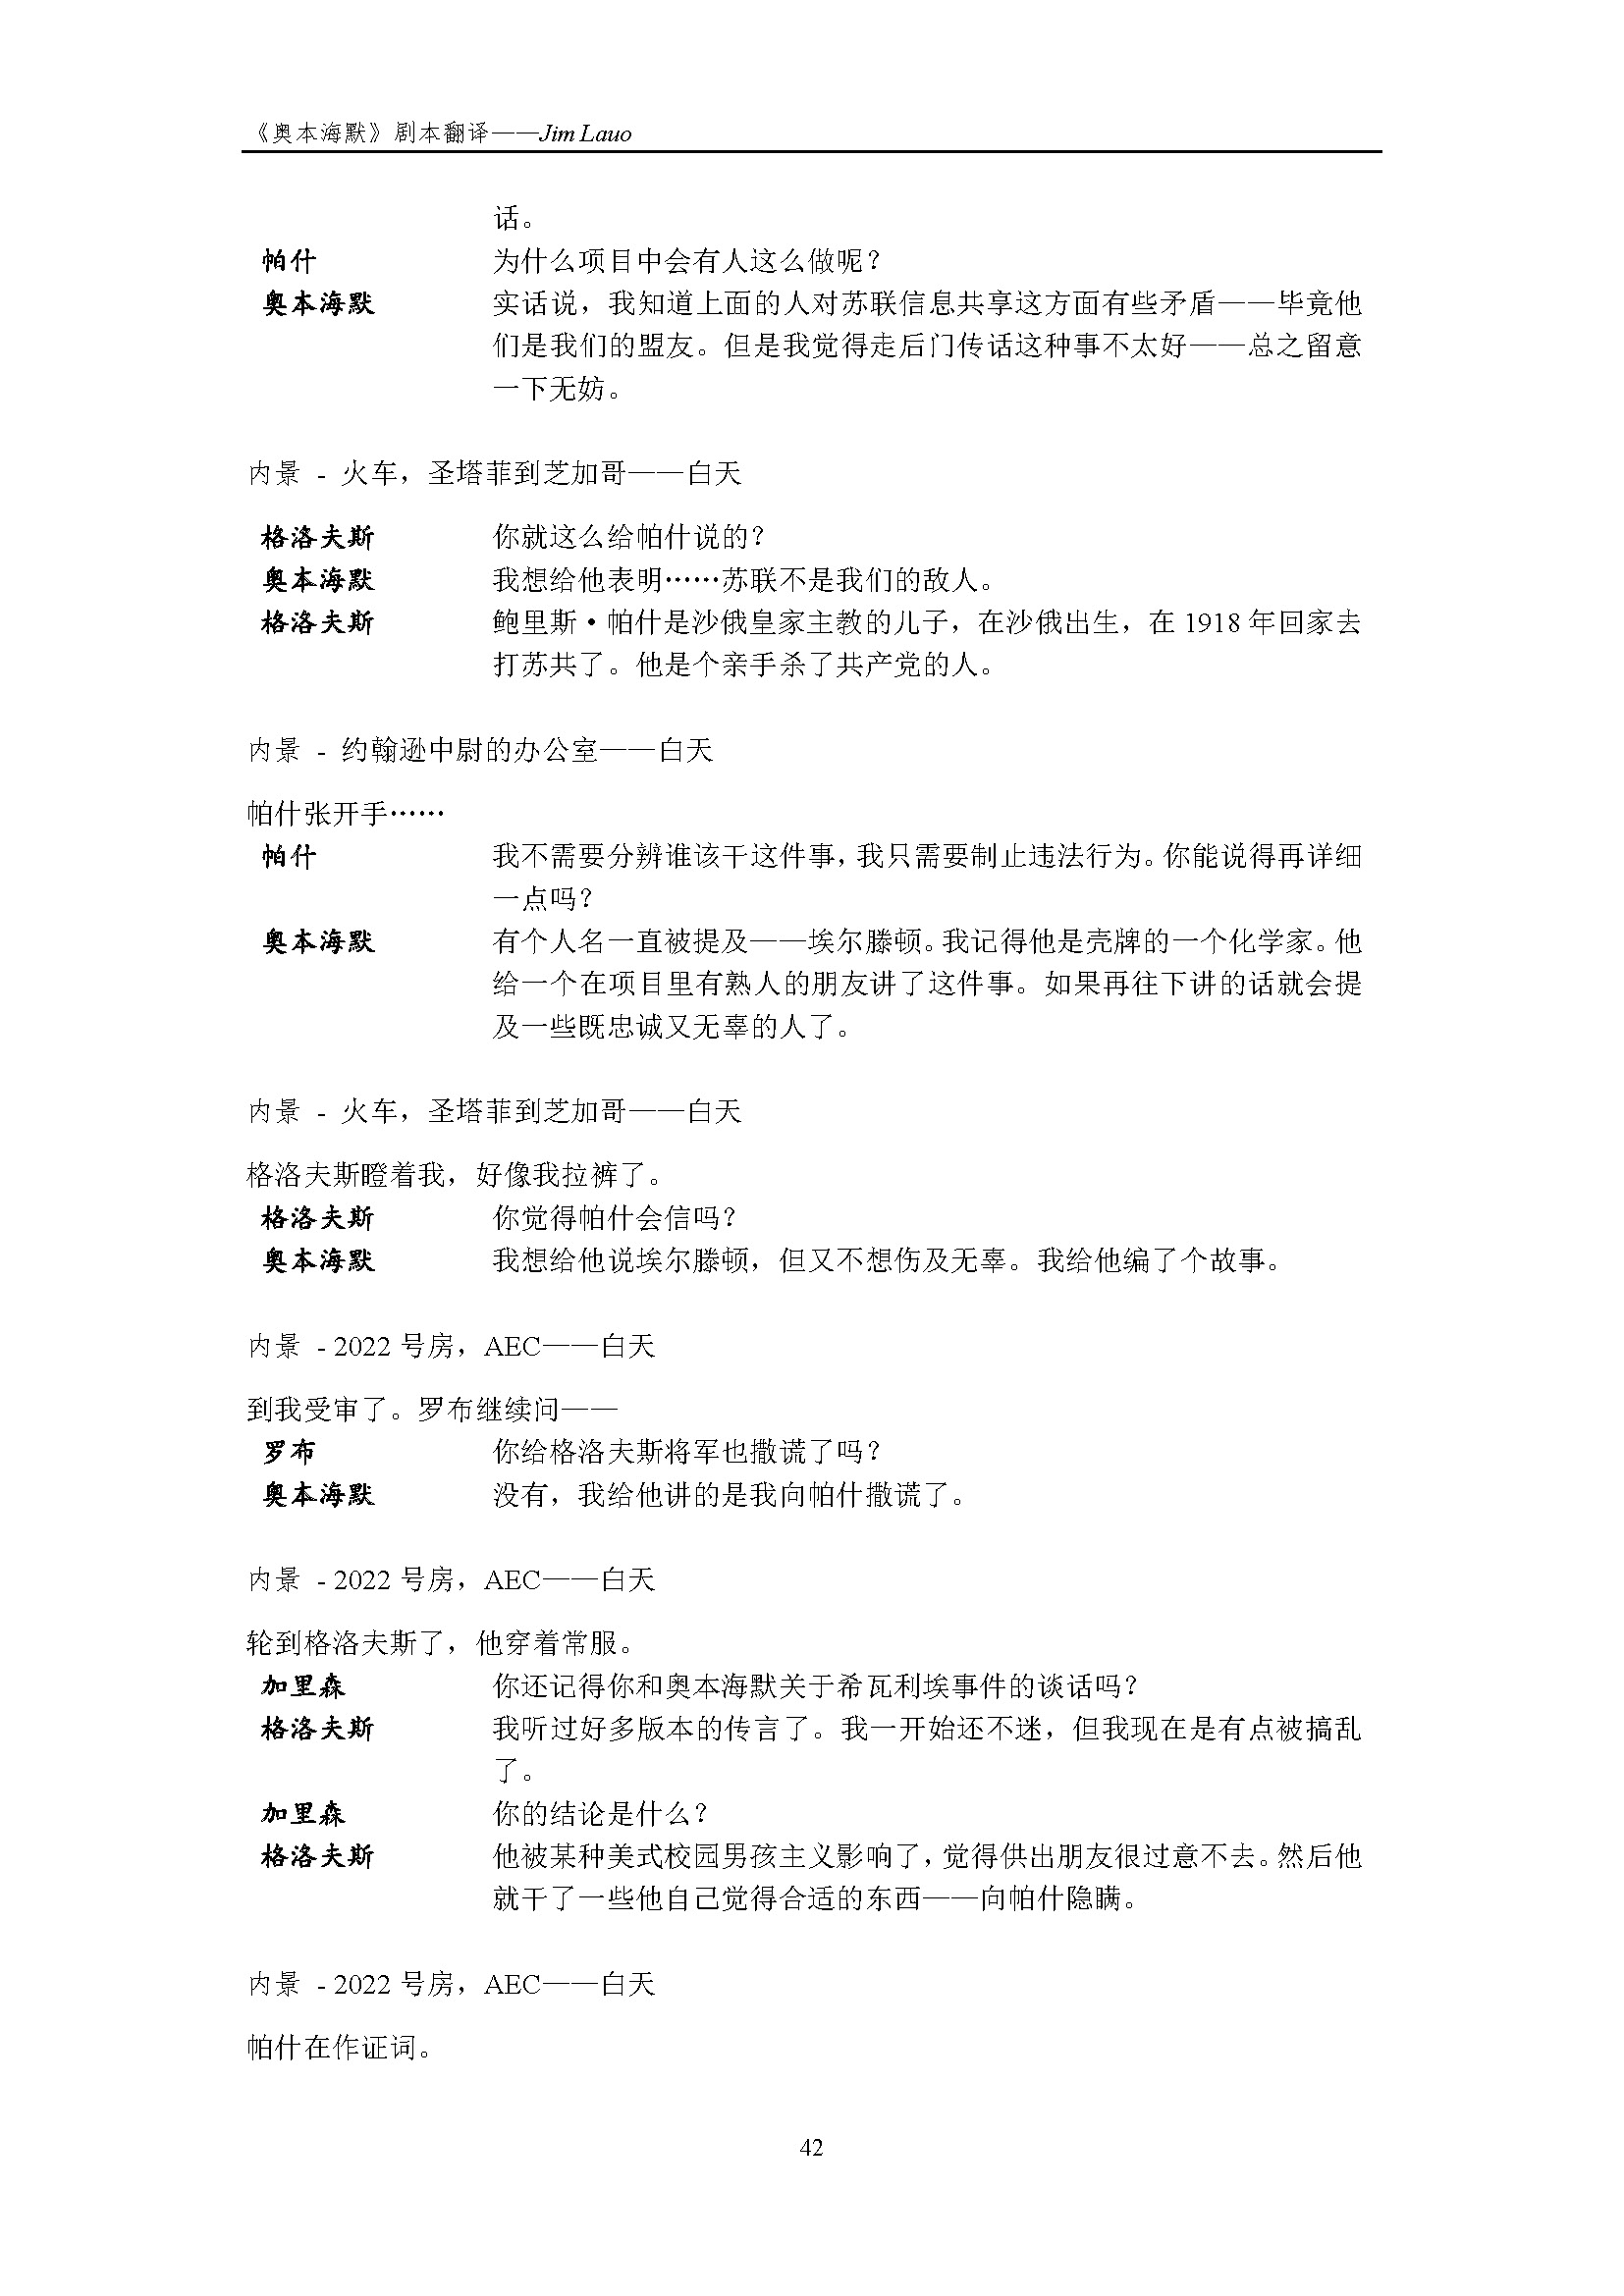 《奥本海默》剧本翻译——Jim Lauo
话。
帕什 为什么项目中会有人这么做呢？
奥本海默 实话说，我知道上面的人对苏联信息共享这方面有些矛盾——毕竟他
们是我们的盟友。但是我觉得走后门传话这种事不太好——总之留意
一下无妨。
内景 - 火车，圣塔菲到芝加哥——白天
格洛夫斯 你就这么给帕什说的？
奥本海默 我想给他表明……苏联不是我们的敌人。
格洛夫斯 鲍里斯·帕什是沙俄皇家主教的儿子，在沙俄出生，在 1918 年回家去
打苏共了。他是个亲手杀了共产党的人。
内景 - 约翰逊中尉的办公室——白天
帕什张开手……
帕什 我不需要分辨谁该干这件事，我只需要制止违法行为。你能说得再详细
一点吗？
奥本海默 有个人名一直被提及——埃尔滕顿。我记得他是壳牌的一个化学家。他
给一个在项目里有熟人的朋友讲了这件事。如果再往下讲的话就会提
及一些既忠诚又无辜的人了。
内景 - 火车，圣塔菲到芝加哥——白天
格洛夫斯瞪着我，好像我拉裤了。
格洛夫斯 你觉得帕什会信吗？
奥本海默 我想给他说埃尔滕顿，但又不想伤及无辜。我给他编了个故事。
内景 - 2022 号房，AEC——白天
到我受审了。罗布继续问——
罗布 你给格洛夫斯将军也撒谎了吗？
奥本海默 没有，我给他讲的是我向帕什撒谎了。
内景 - 2022 号房，AEC——白天
轮到格洛夫斯了，他穿着常服。
加里森 你还记得你和奥本海默关于希瓦利埃事件的谈话吗？
格洛夫斯 我听过好多版本的传言了。我一开始还不迷，但我现在是有点被搞乱
了。
加里森 你的结论是什么？
格洛夫斯 他被某种美式校园男孩主义影响了，觉得供出朋友很过意不去。然后他
就干了一些他自己觉得合适的东西——向帕什隐瞒。
内景 - 2022 号房，AEC——白天
帕什在作证词。
42